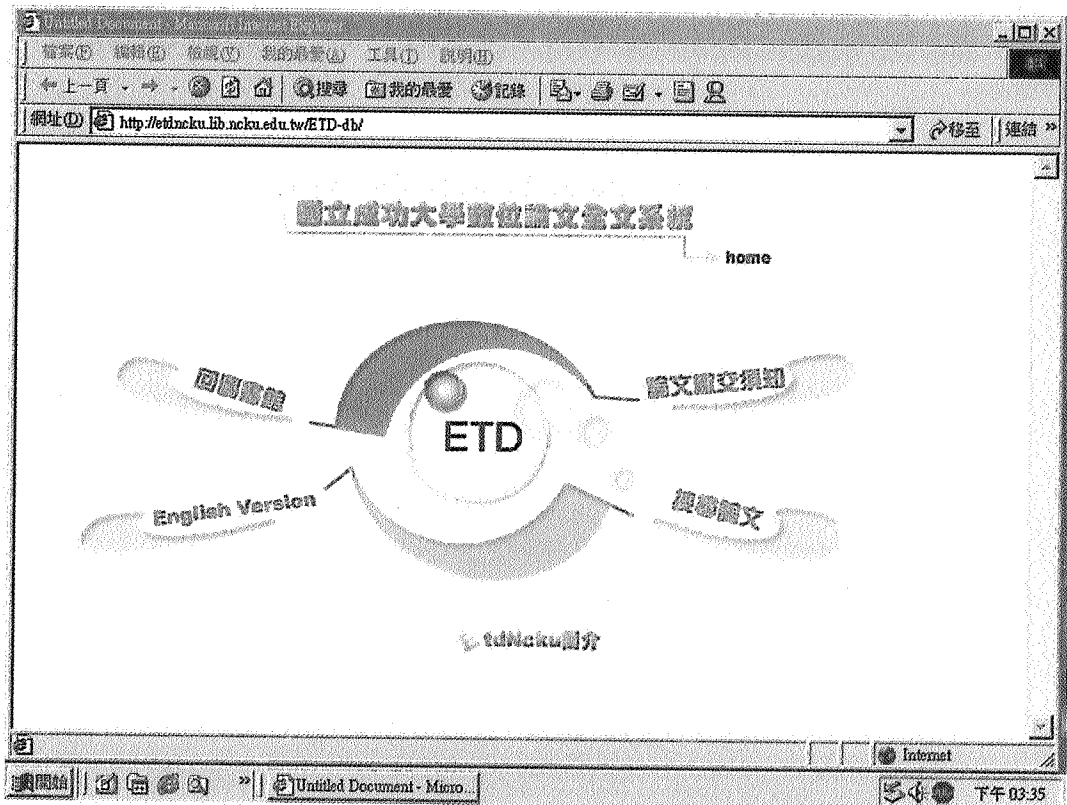 Untitled Document - Microsoft Internet Explorer
檔案(F) 編輯(E) 檢視(V) 我的最愛(A) 工具(T) 說明(H)
上一頁 搜尋 我的最愛 記錄
網址(D) http://etdncku.lib.ncku.edu.tw/ETD-db/ 移至 連結 »
國立成功大學數位論文全文系統
home
回圖書館
論文繳交須知
ETD
English Version
搜尋論文
etdNcku簡介
Internet
開始 » Untitled Document - Micro... 下午 03:35